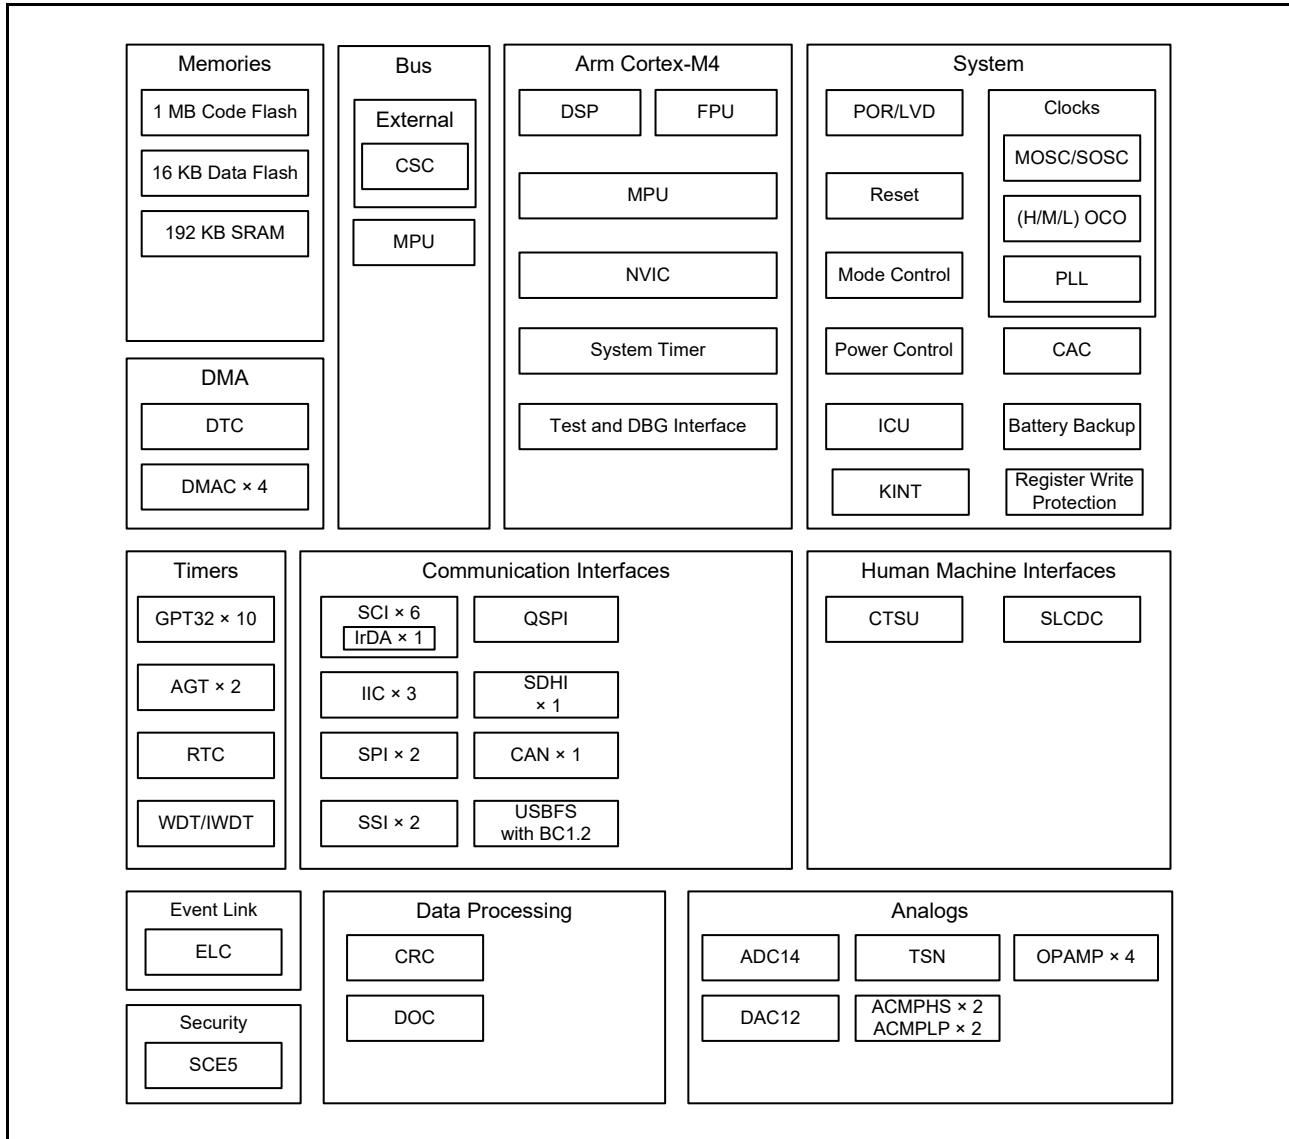 Memories
1 MB Code Flash
16 KB Data Flash
192 KB SRAM
DMA
DTC
DMAC × 4
Bus
External
CSC
MPU
Arm Cortex-M4
DSP
FPU
MPU
NVIC
System Timer
Test and DBG Interface
System
POR/LVD
Reset
Mode Control
Power Control
ICU
KINT
Clocks
MOSC/SOSC
(H/M/L) OCO
PLL
CAC
Battery Backup
Register Write
Protection
Timers
GPT32 × 10
AGT × 2
RTC
WDT/IWDT
Communication Interfaces
SCI × 6
IrDA × 1
IIC × 3
SPI × 2
SSI × 2
QSPI
SDHI
× 1
CAN × 1
USBFS
with BC1.2
Human Machine Interfaces
CTSU
SLCDC
Event Link
ELC
Security
SCE5
Data Processing
CRC
DOC
Analogs
ADC14
TSN
OPAMP × 4
DAC12
ACMPHS × 2
ACMPLP × 2